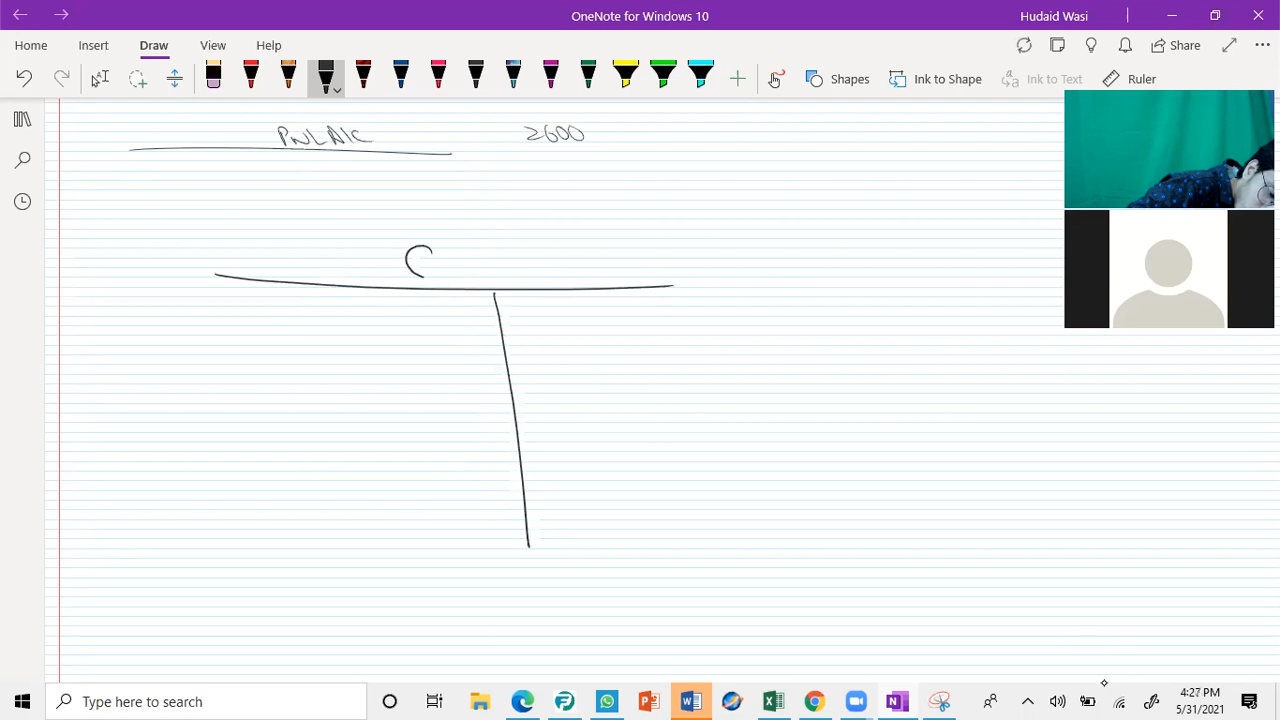 OneNote for Windows 10
Hudaid Wasi
Home Insert Draw View Help
Share
Shapes Ink to Shape Ink to Text Ruler
PNL A/C 2600
C
Type here to search
4:27 PM
5/31/2021